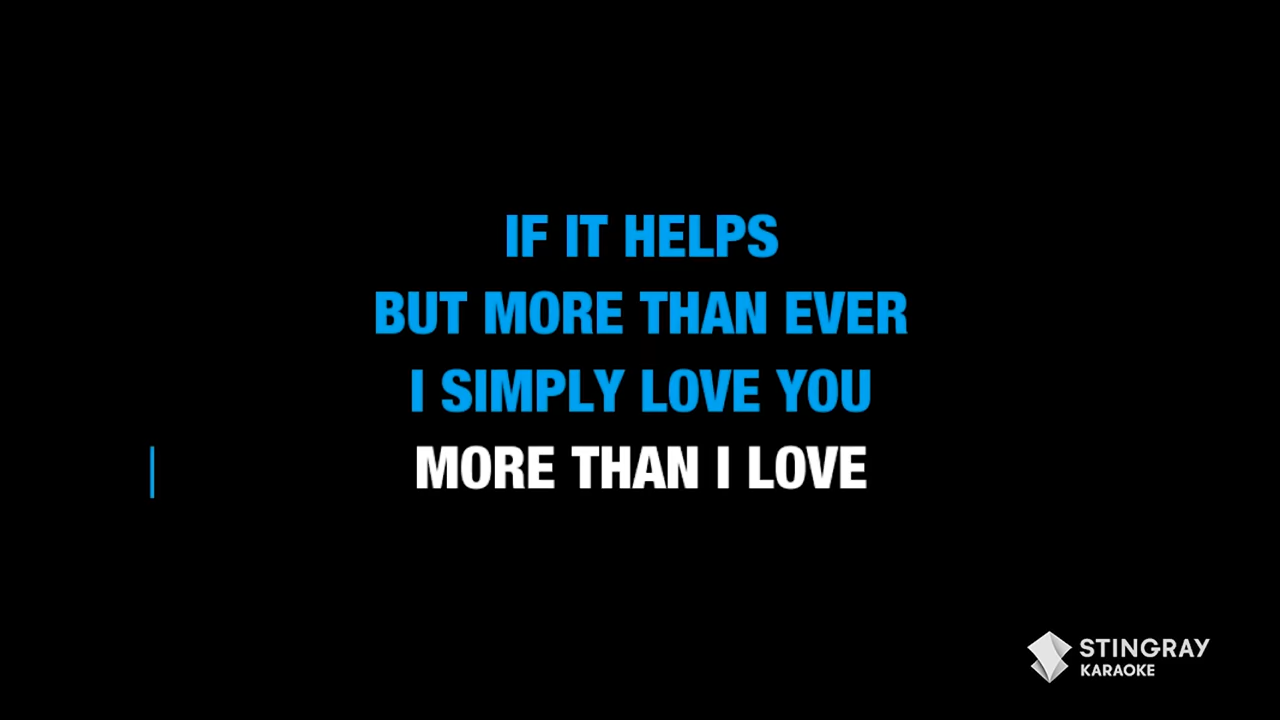 IF IT HELPS
BUT MORE THAN EVER
I SIMPLY LOVE YOU
MORE THAN I LOVE
STINGRAY
KARAOKE